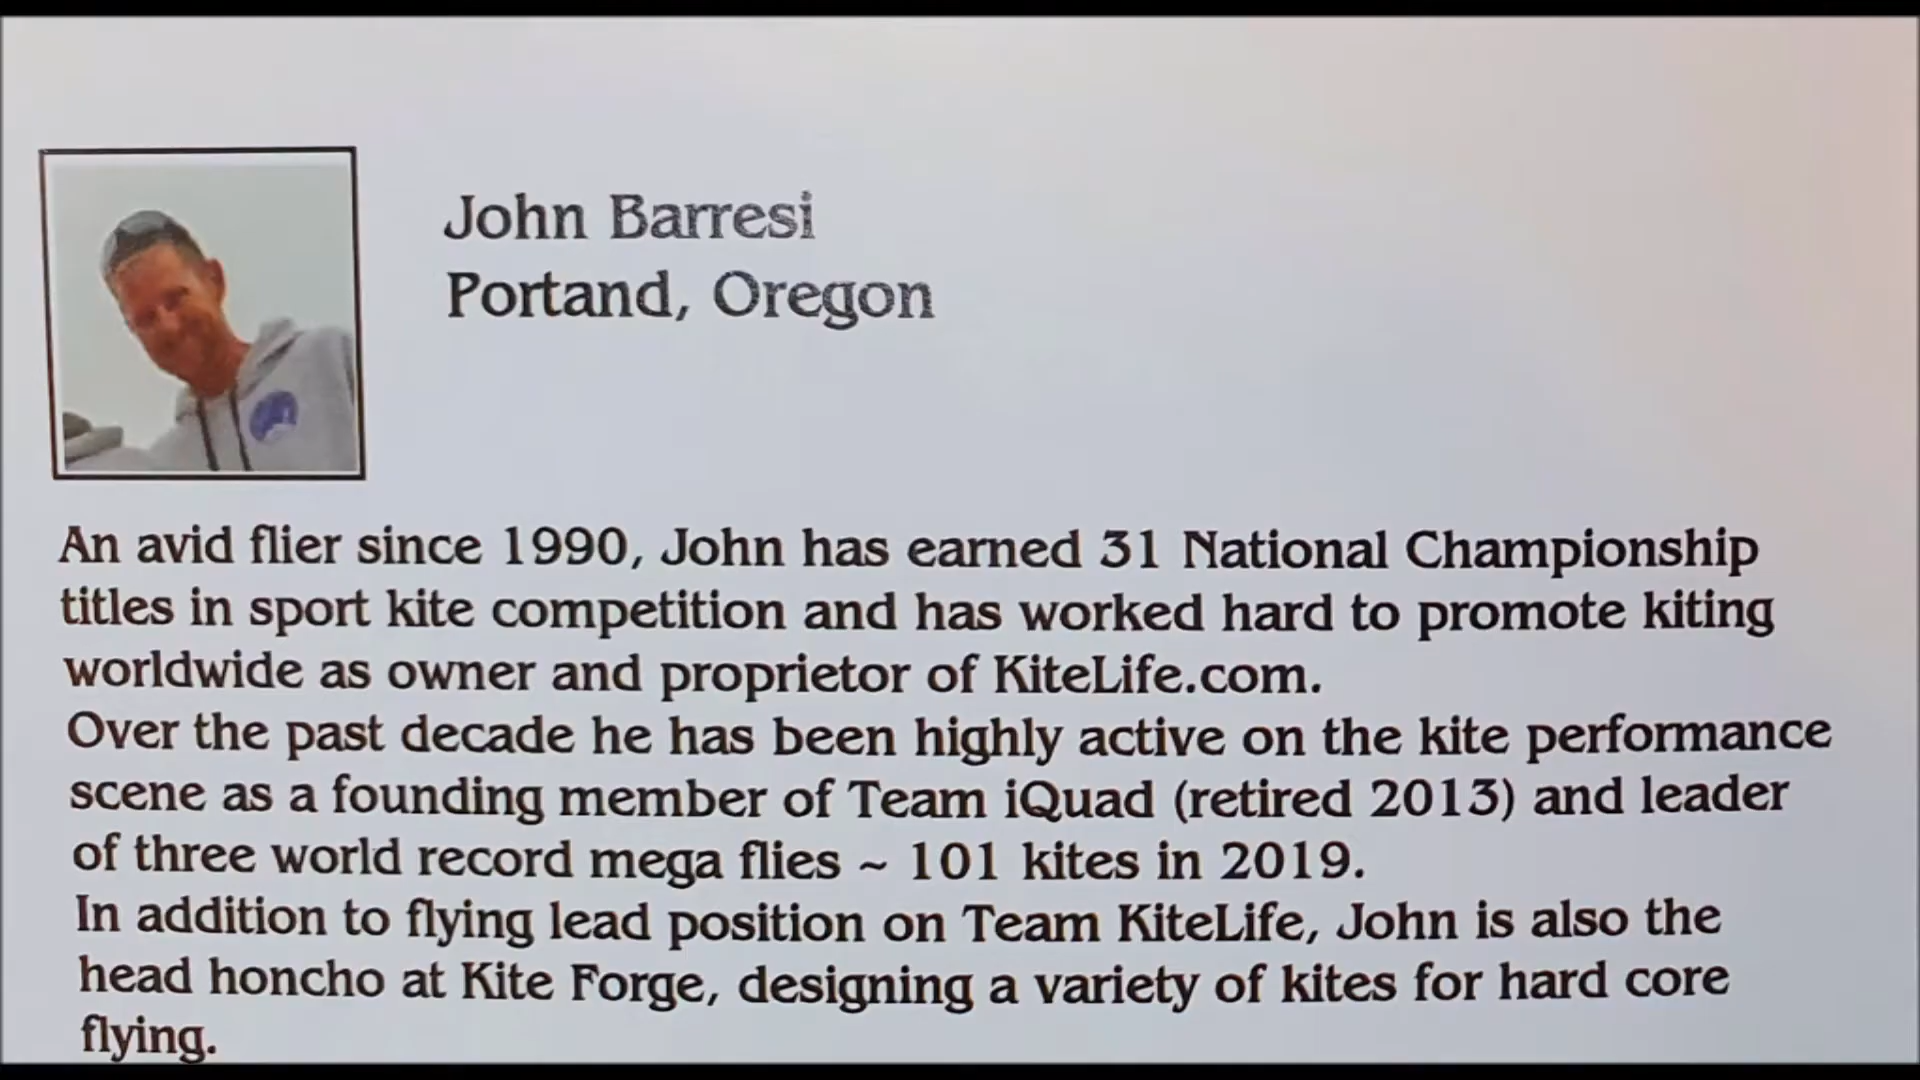 John Barresi
Portand, Oregon
An avid flier since 1990, John has earned 31 National Championship
titles in sport kite competition and has worked hard to promote kiting
worldwide as owner and proprietor of KiteLife.com.
Over the past decade he has been highly active on the kite performance
scene as a founding member of Team iQuad (retired 2013) and leader
of three world record mega flies ~ 101 kites in 2019.
In addition to flying lead position on Team KiteLife, John is also the
head honcho at Kite Forge, designing a variety of kites for hard core
flying.